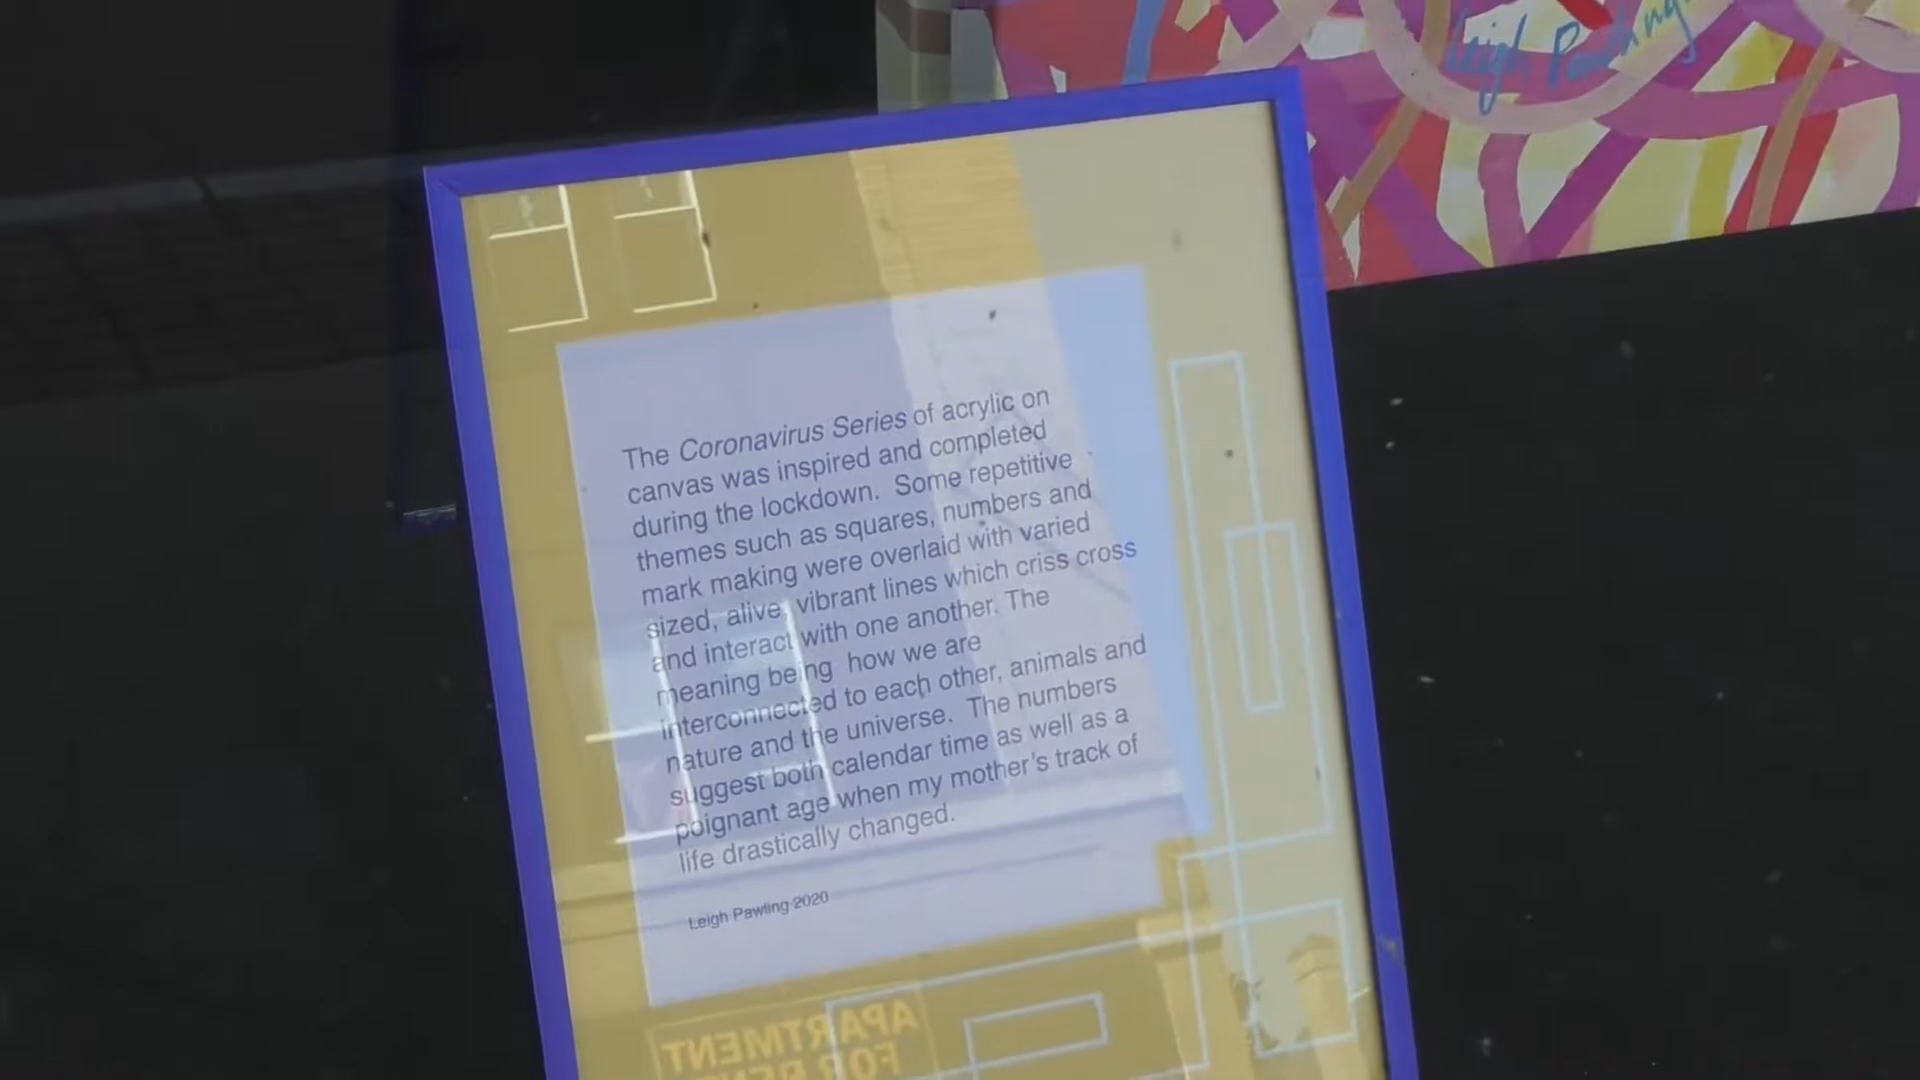 Leigh Pawling
The Coronavirus Series of acrylic on
canvas was inspired and completed
during the lockdown. Some repetitive
themes such as squares, numbers and
mark making were overlaid with varied
sized, alive, vibrant lines which criss cross
and interact with one another. The
meaning being how we are
interconnected to each other, animals and
nature and the universe. The numbers
suggest both calendar time as well as a
poignant age when my mother's track of
life drastically changed.
Leigh Pawling 2020
APARTMENT
FOR